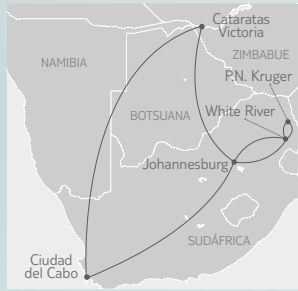 Cataratas
Victoria
ZIMBABUE
NAMIBIA
P.N. Kruger
BOTSUANA
White River
Johannesburg
SUDÁFRICA
Ciudad
del Cabo